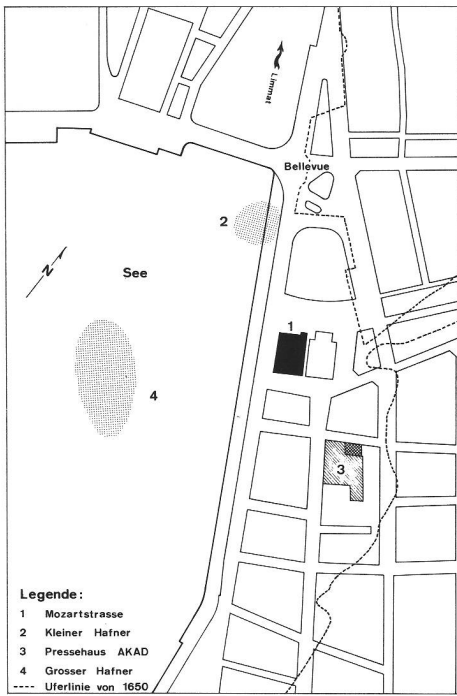 Limmat
Bellevue
2
N
See
1
4
3
Legende:
1 Mozartstrasse
2 Kleiner Hafner
3 Pressehaus AKAD
4 Grosser Hafner
---- Uferlinie von 1650